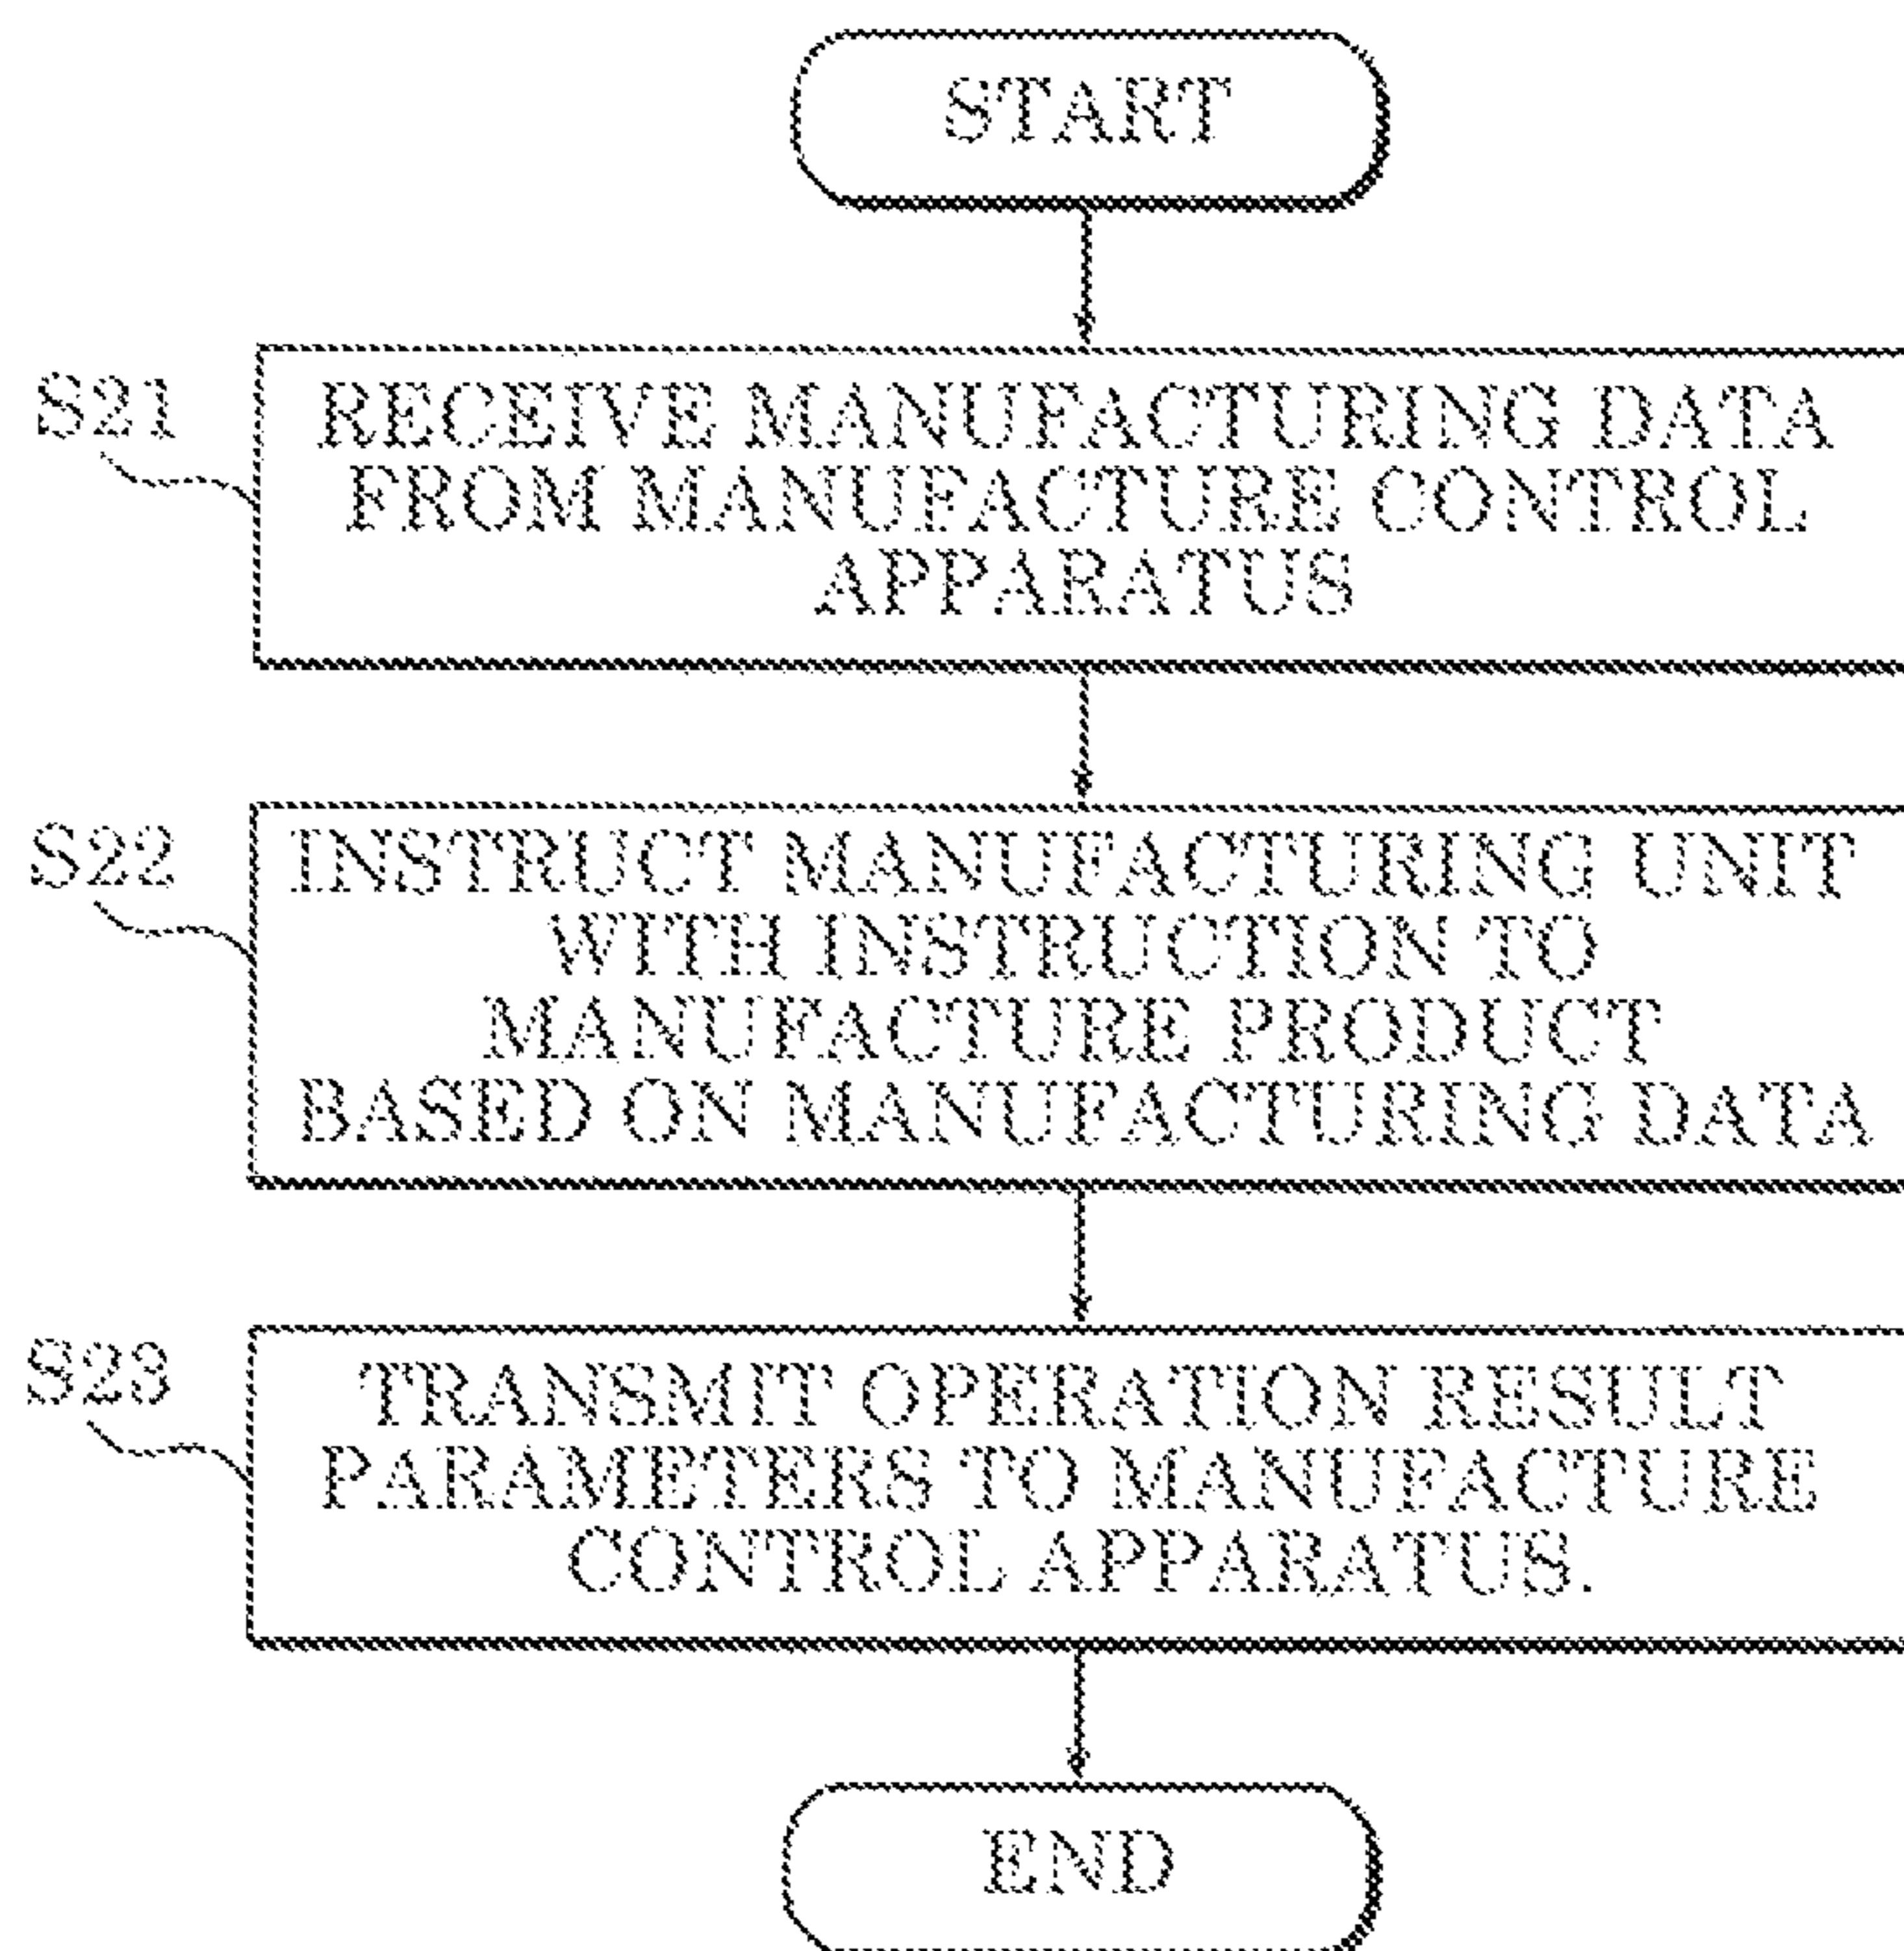 START
S21
RECEIVE MANUFACTURING DATA
FROM MANUFACTURE CONTROL
APPARATUS
S22
INSTRUCT MANUFACTURING UNIT
WITH INSTRUCTION TO
MANUFACTURE PRODUCT
BASED ON MANUFACTURING DATA
S23
TRANSMIT OPERATION RESULT
PARAMETERS TO MANUFACTURE
CONTROL APPARATUS.
END